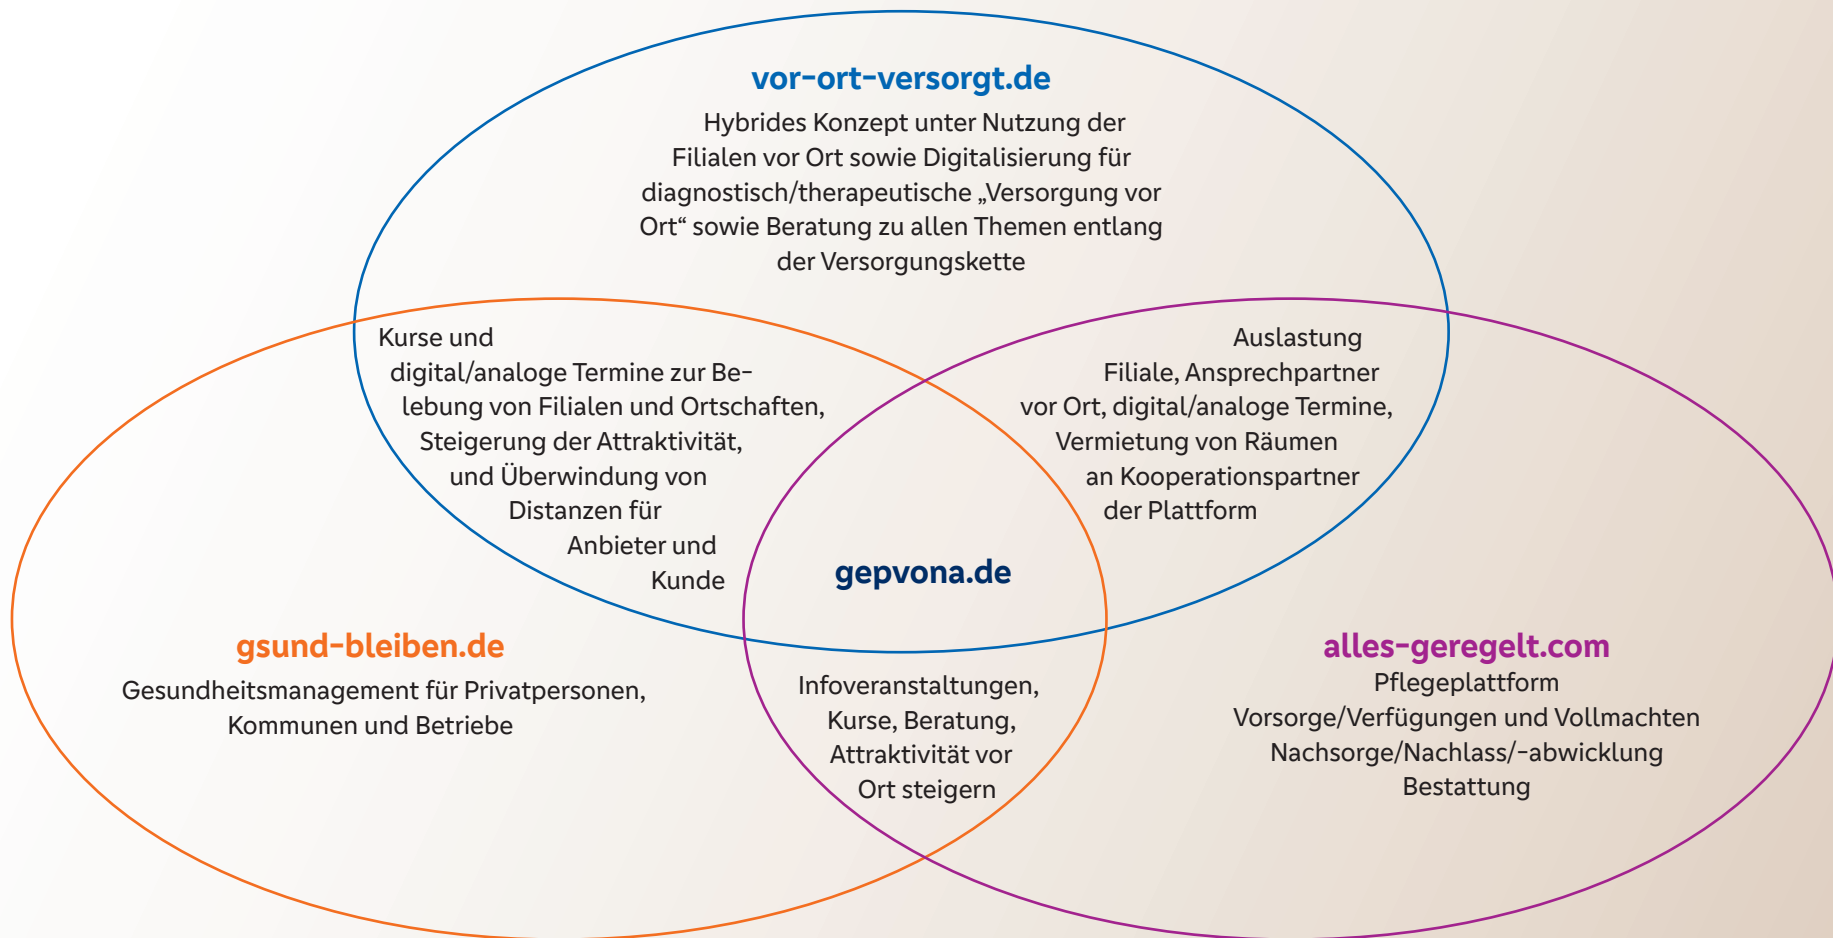 vor-ort-versorgt.de
Hybrides Konzept unter Nutzung der
Filialen vor Ort sowie Digitalisierung für
diagnostisch/therapeutische „Versorgung vor
Ort“ sowie Beratung zu allen Themen entlang
der Versorgungskette
Kurse und
digital/analoge Termine zur Be-
lebung von Filialen und Ortschaften,
Steigerung der Attraktivität,
und Überwindung von
Distanzen für
Anbieter und
Kunde
Auslastung
Filiale, Ansprechpartner
vor Ort, digital/analoge Termine,
Vermietung von Räumen
an Kooperationspartner
der Plattform
gepvona.de
gsund-bleiben.de
Gesundheitsmanagement für Privatpersonen,
Kommunen und Betriebe
Infoveranstaltungen,
Kurse, Beratung,
Attraktivität vor
Ort steigern
alles-geregelt.com
Pflegeplattform
Vorsorge/Verfügungen und Vollmachten
Nachsorge/Nachlass/-abwicklung
Bestattung